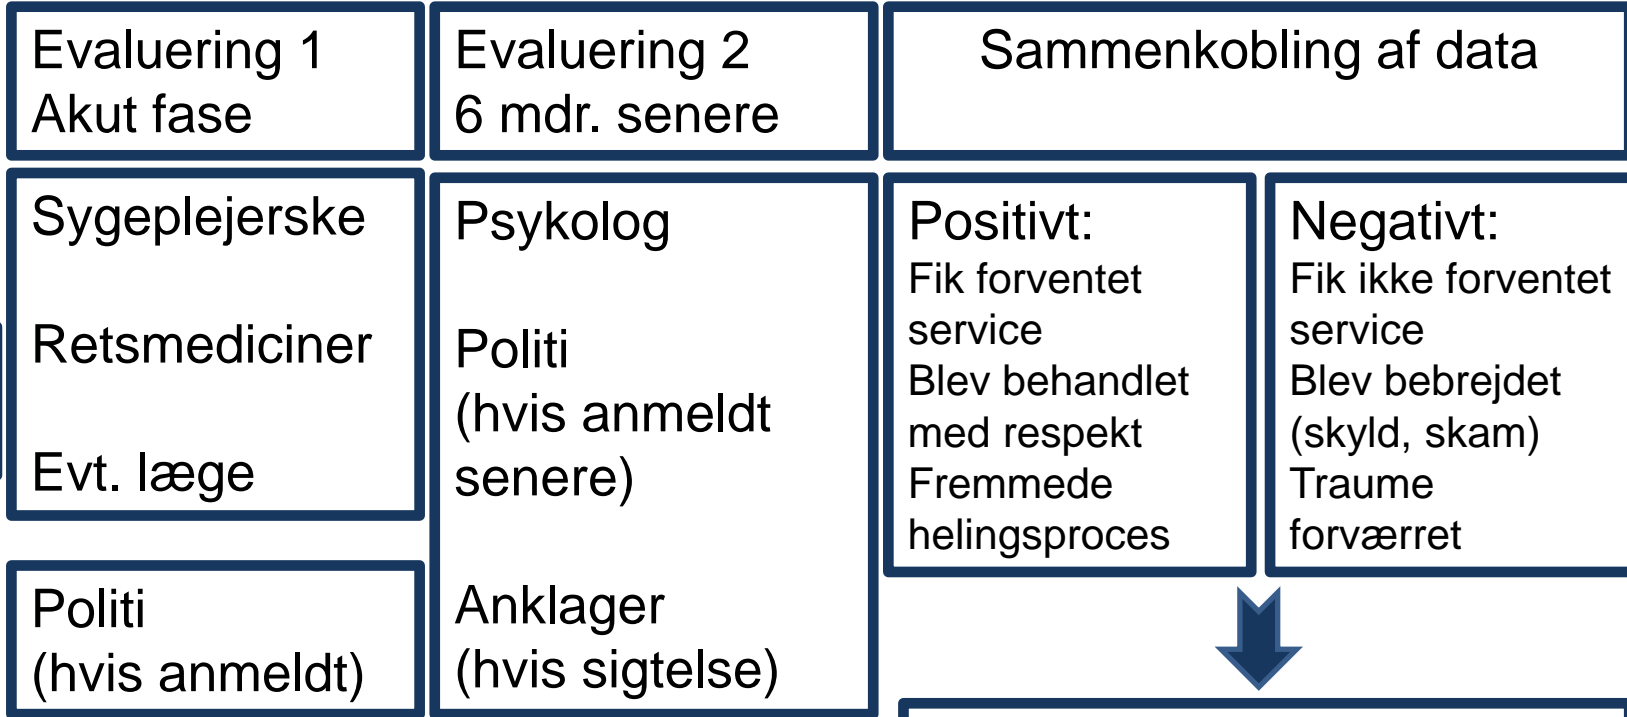 Evaluering 1
Akut fase
Evaluering 2
6 mdr. senere
Sammenkobling af data
Sygeplejerske
Retsmediciner
Evt. læge
Politi
(hvis anmeldt)
Psykolog
Politi
(hvis anmeldt
senere)
Anklager
(hvis sigtelse)
Positivt:
Fik forventet
service
Blev behandlet
med respekt
Fremmede
helingsproces
Negativt:
Fik ikke forventet
service
Blev bebrejdet
(skyld, skam)
Traume
forværret